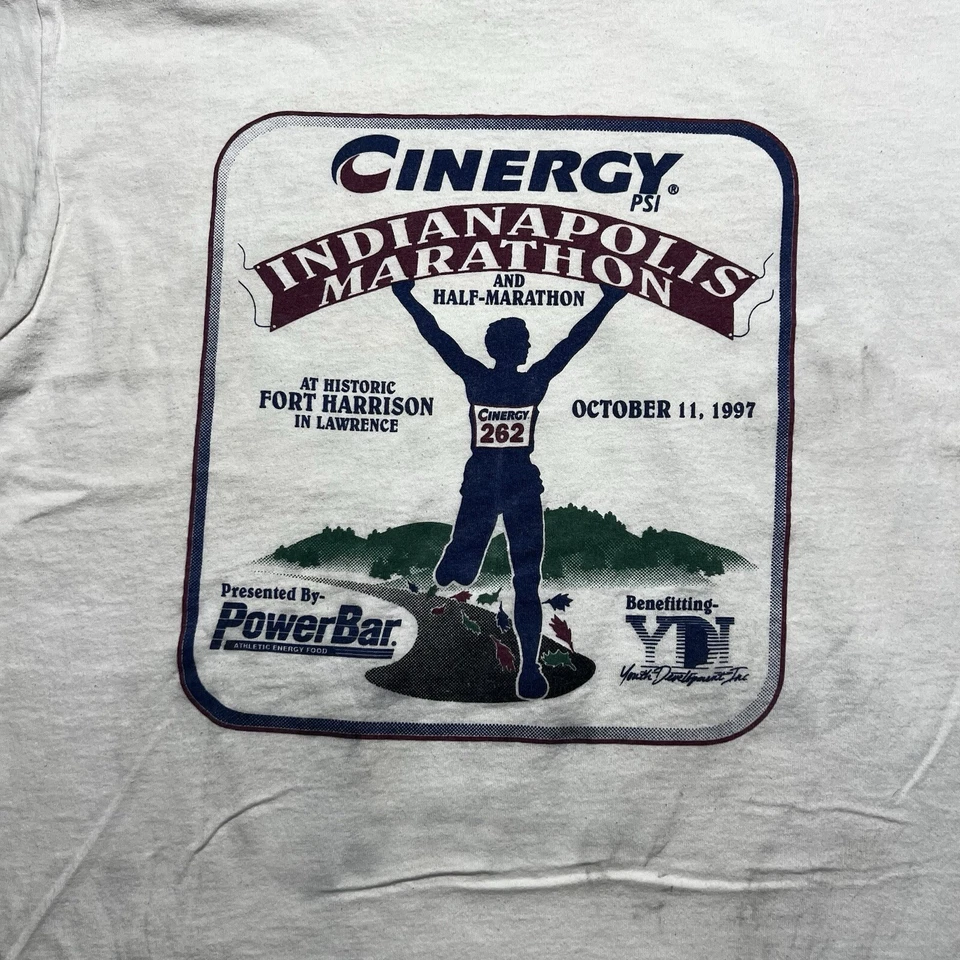 CINERGY®
PSI
INDIANAPOLIS
MARATHON
AND
HALF-MARATHON
AT HISTORIC
FORT HARRISON
IN LAWRENCE
OCTOBER 11, 1997
CINERGY
262
Presented By-
PowerBar.
ATHLETIC ENERGY FOOD
Benefitting-
YDI
Youth Development Inc